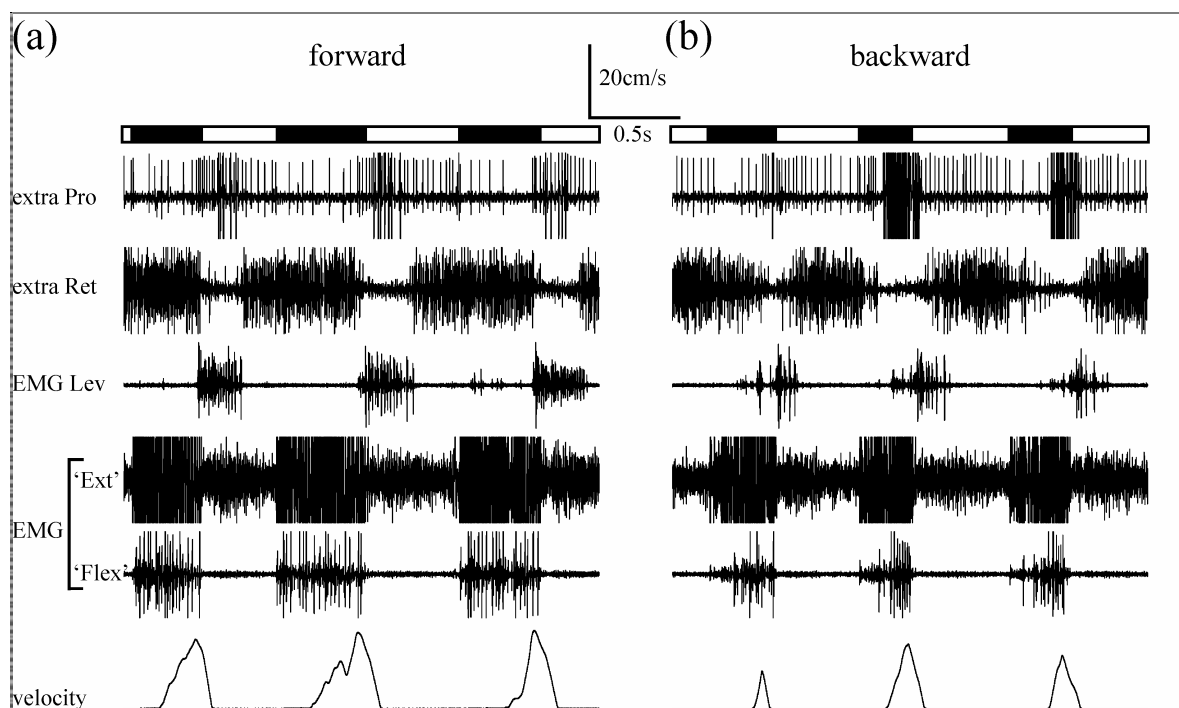 (a)
forward
20cm/s
0.5s
(b)
backward
extra Pro
extra Ret
EMG Lev
EMG
‘Ext’
‘Flex’
velocity